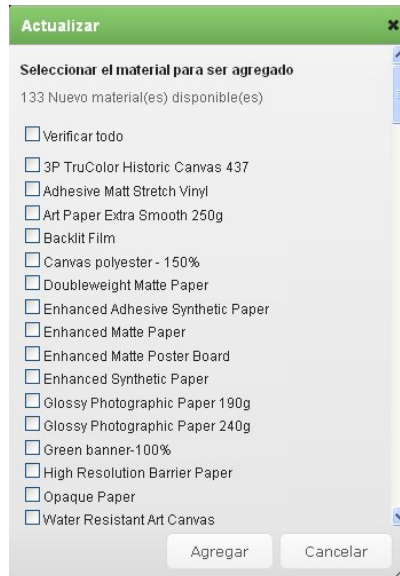 Actualizar
Seleccionar el material para ser agregado
133 Nuevo material(es) disponible(es)
Verificar todo
3P TruColor Historic Canvas 437
Adhesive Matt Stretch Vinyl
Art Paper Extra Smooth 250g
Backlit Film
Canvas polyester - 150%
Doubleweight Matte Paper
Enhanced Adhesive Synthetic Paper
Enhanced Matte Paper
Enhanced Matte Poster Board
Enhanced Synthetic Paper
Glossy Photographic Paper 190g
Glossy Photographic Paper 240g
Green banner-100%
High Resolution Barrier Paper
Opaque Paper
Water Resistant Art Canvas
Agregar Cancelar